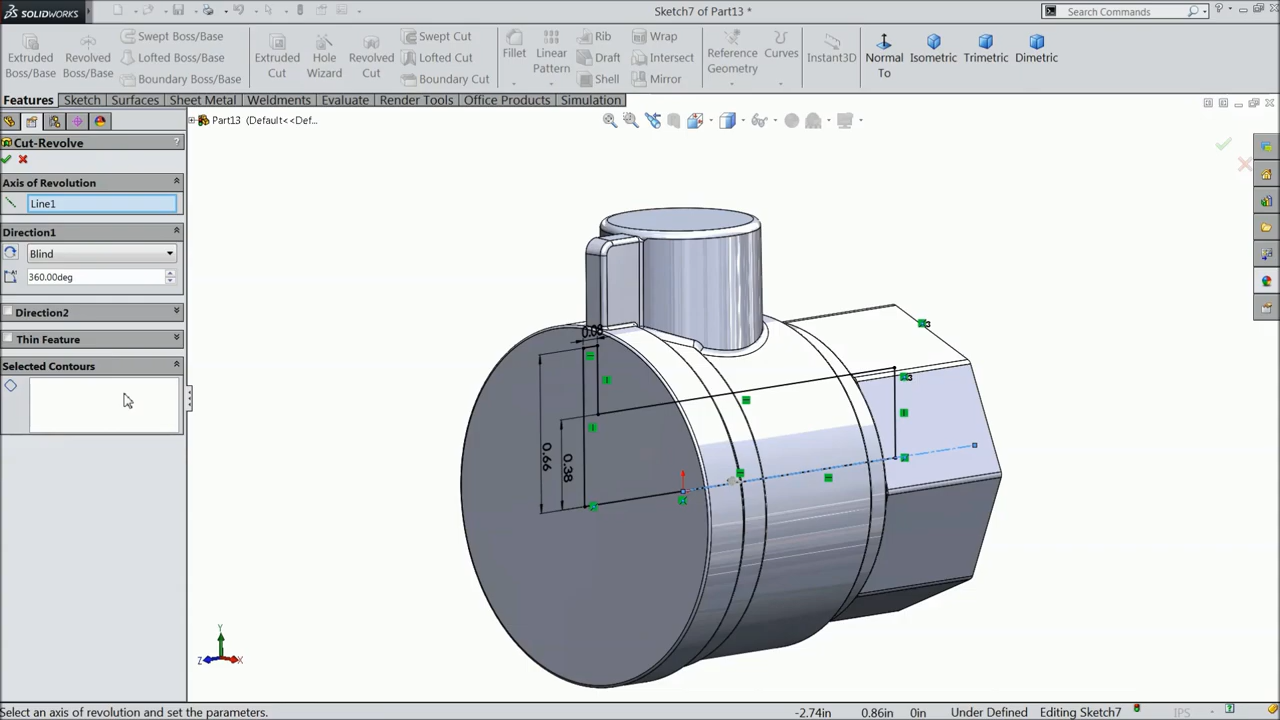 SOLIDWORKS
Sketch7 of Part13 *
Search Commands
Extruded Boss/Base
Revolved Boss/Base
Swept Boss/Base
Lofted Boss/Base
Boundary Boss/Base
Extruded Cut
Hole Wizard
Revolved Cut
Swept Cut
Lofted Cut
Boundary Cut
Fillet
Linear Pattern
Rib
Draft
Shell
Wrap
Intersect
Mirror
Reference Geometry
Curves
Instant3D
Normal To
Isometric
Trimetric
Dimetric
Features
Sketch
Surfaces
Sheet Metal
Weldments
Evaluate
Render Tools
Office Products
Simulation
Part13 (Default<<Def...
Cut-Revolve
?
Axis of Revolution
Line1
Direction1
Blind
360.00deg
Direction2
Thin Feature
Selected Contours
0.08
0.66
0.38
3
3
Y
Z
X
Select an axis of revolution and set the parameters.
-2.74in
0.86in
0in
Under Defined
Editing Sketch7
IPS